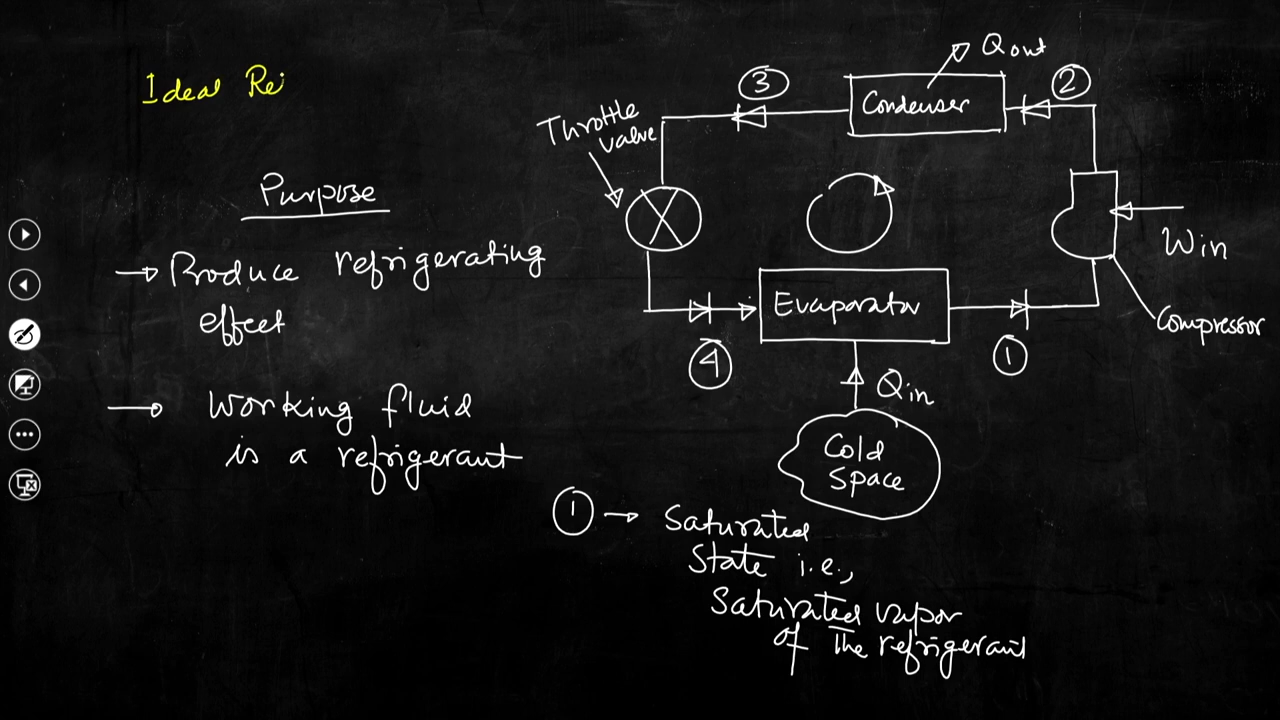 Ideal Re
Purpose
→ Produce refrigerating
effect
→ Working fluid
is a refrigerant
Qout
③
②
Condenser
Throttle
valve
Win
Compressor
Evaporator
④
①
Qin
Cold
Space
① → Saturated
State i.e.,
Saturated vapor
of the refrigerant